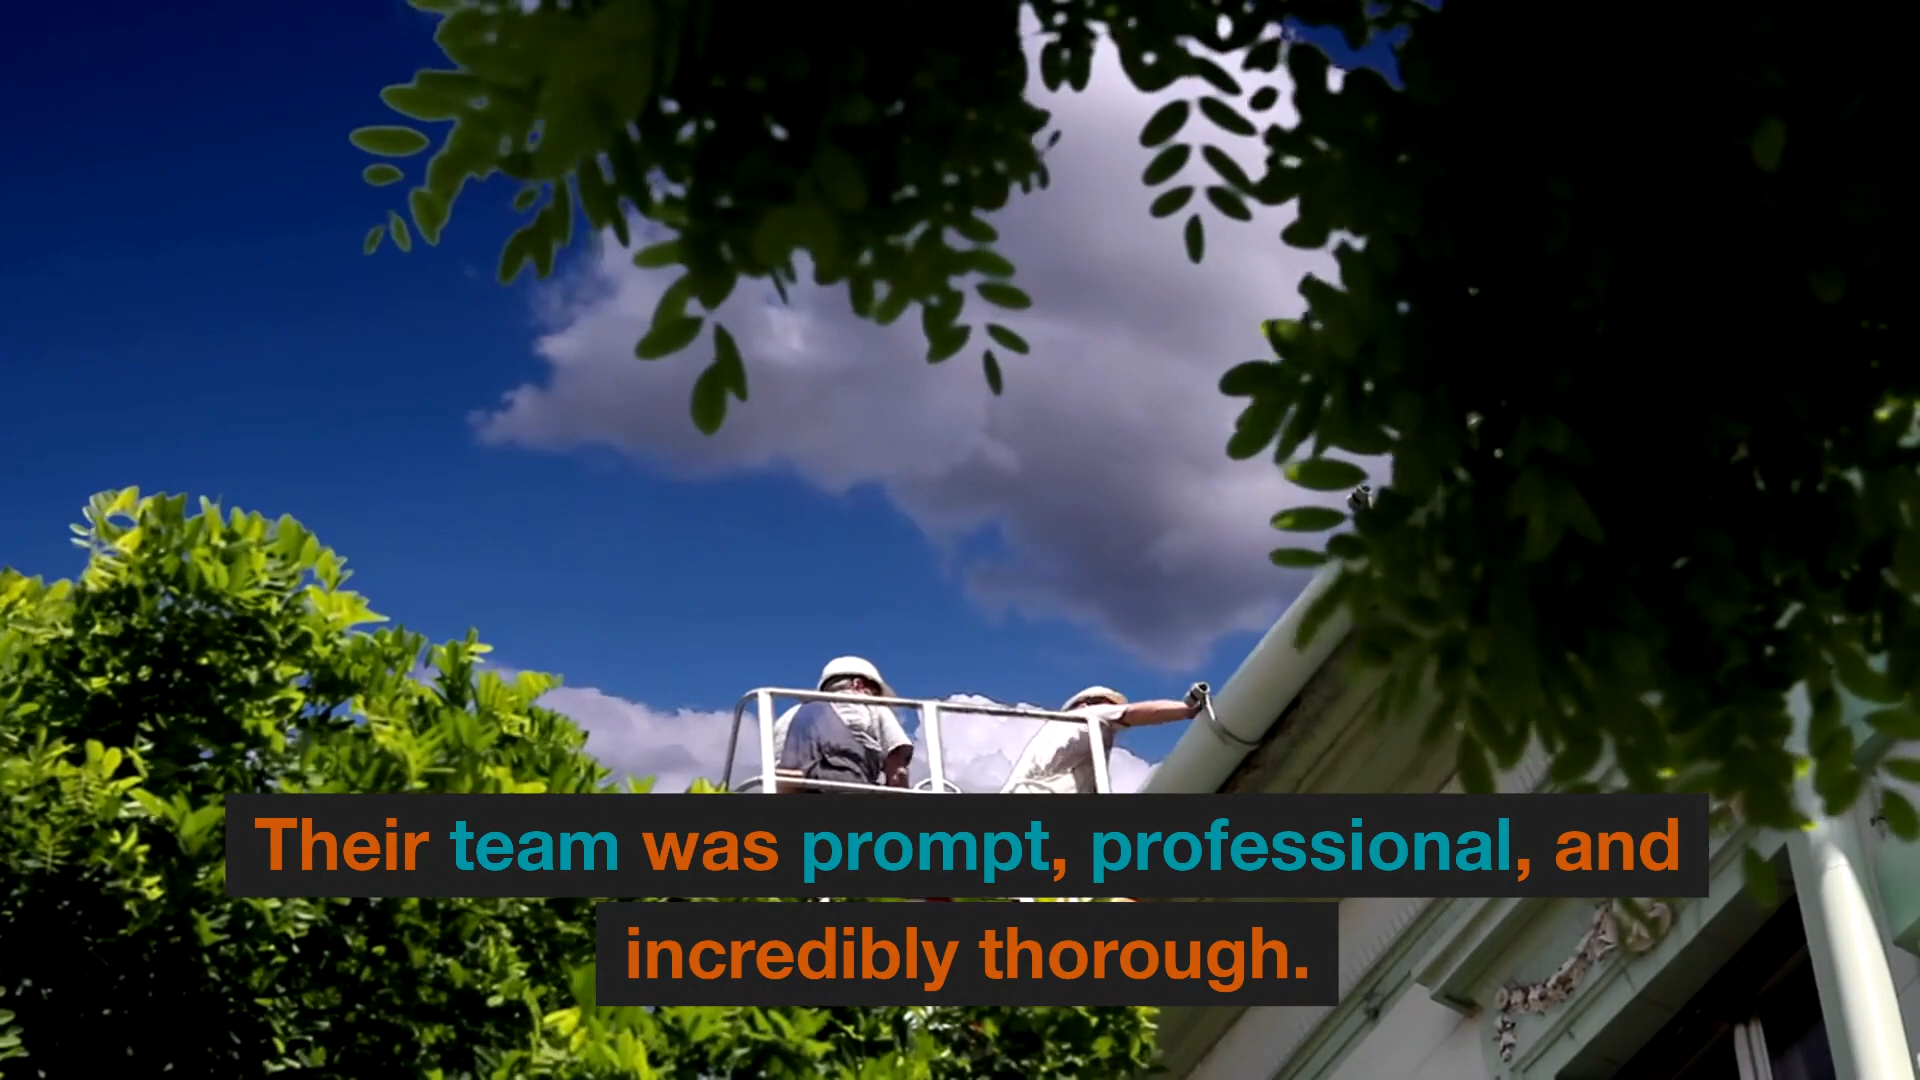 Their team was prompt, professional, and
incredibly thorough.